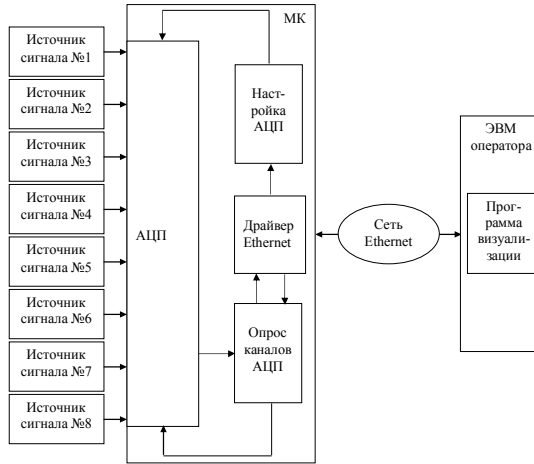 Источник
сигнала №1
Источник
сигнала №2
Источник
сигнала №3
Источник
сигнала №4
Источник
сигнала №5
Источник
сигнала №6
Источник
сигнала №7
Источник
сигнала №8
АЦП
МК
Наст-
ройка
АЦП
Драйвер
Ethernet
Опрос
каналов
АЦП
Сеть
Ethernet
ЭВМ
оператора
Прог-
рамма
визуали-
зации